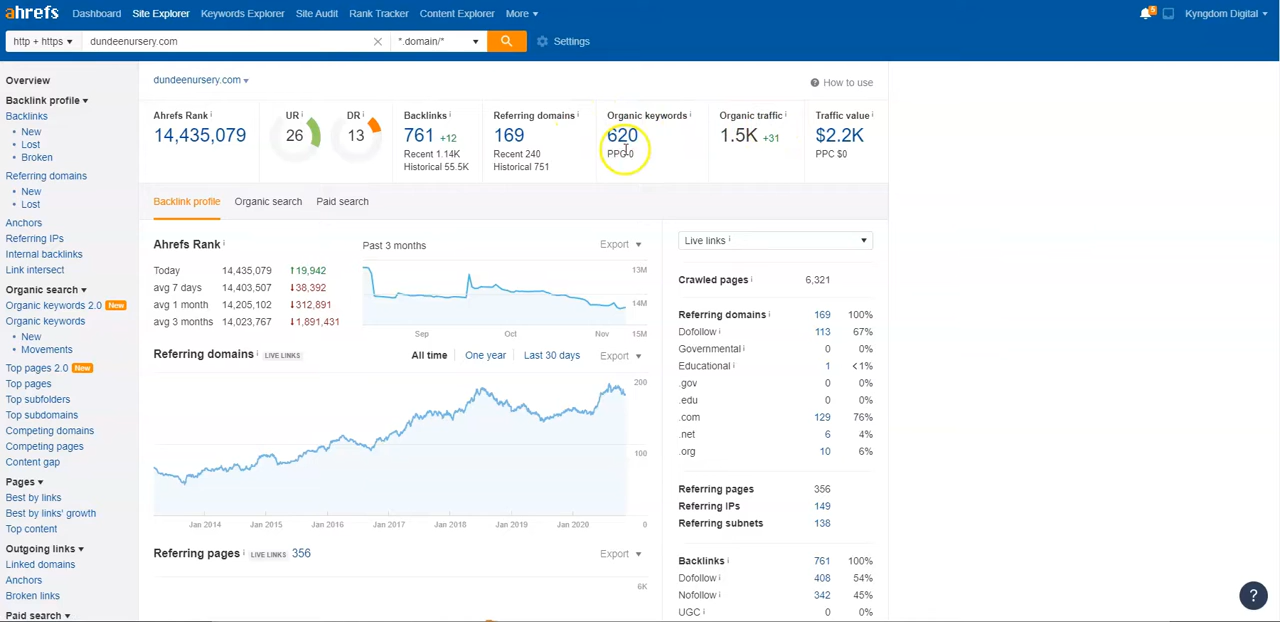 ahrefs Dashboard Site Explorer Keywords Explorer Site Audit Rank Tracker Content Explorer More 5 Kyngdom Digital
http + https dundeenursery.com *.domain/* Settings
Overview
Backlink profile
Backlinks
New
Lost
Broken
Referring domains
New
Lost
Anchors
Referring IPs
Internal backlinks
Link intersect
Organic search
Organic keywords 2.0 New
Organic keywords
New
Movements
Top pages 2.0 New
Top pages
Top subfolders
Top subdomains
Competing domains
Competing pages
Content gap
Pages
Best by links
Best by links' growth
Top content
Outgoing links
Linked domains
Anchors
Broken links
Paid search
dundeenursery.com
? How to use
Ahrefs Rank i
14,435,079
UR i
26
DR i
13
Backlinks i
761 +12
Recent 1.14K
Historical 55.5K
Referring domains i
169
Recent 240
Historical 751
Organic keywords i
620
PPC 0
Organic traffic i
1.5K +31
Traffic value i
$2.2K
PPC $0
Backlink profile Organic search Paid search
Ahrefs Rank i
Past 3 months Export
Today 14,435,079 ↑19,942
avg 7 days 14,403,507 ↓38,392
avg 1 month 14,205,102 ↓312,891
avg 3 months 14,023,767 ↓1,891,431
13M
14M
15M
Sep Oct Nov
Referring domains i LIVE LINKS All time One year Last 30 days Export
200
100
0
Jan 2014 Jan 2015 Jan 2016 Jan 2017 Jan 2018 Jan 2019 Jan 2020
Referring pages i LIVE LINKS 356 Export
6K
Live links i
Crawled pages i 6,321
Referring domains i 169 100%
Dofollow i 113 67%
Governmental i 0 0%
Educational i 1 <1%
.gov 0 0%
.edu 0 0%
.com 129 76%
.net 6 4%
.org 10 6%
Referring pages 356
Referring IPs 149
Referring subnets 138
Backlinks i 761 100%
Dofollow i 408 54%
Nofollow i 342 45%
UGC i 0 0%
?